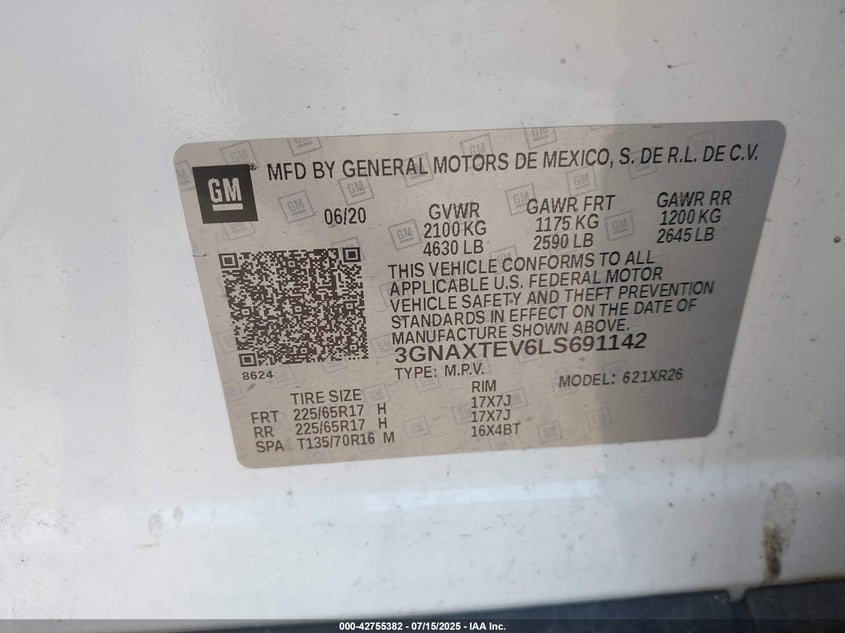 GM
® MFD BY GENERAL MOTORS DE MEXICO, S. DE R.L. DE C.V.
06/20
GVWR GAWR FRT GAWR RR
2100 KG 1175 KG 1200 KG
4630 LB 2590 LB 2645 LB
THIS VEHICLE CONFORMS TO ALL
APPLICABLE U.S. FEDERAL MOTOR
VEHICLE SAFETY AND THEFT PREVENTION
STANDARDS IN EFFECT ON THE DATE OF
MANUFACTURE SHOWN ABOVE.
3GNAXTEV6LS691142
8624
TYPE: M.P.V. MODEL: 621XR26
TIRE SIZE RIM
FRT 225/65R17 H 17X7J
RR 225/65R17 H 17X7J
SPA T135/70R16 M 16X4BT
000-42755382 - 07/15/2025 - IAA Inc.